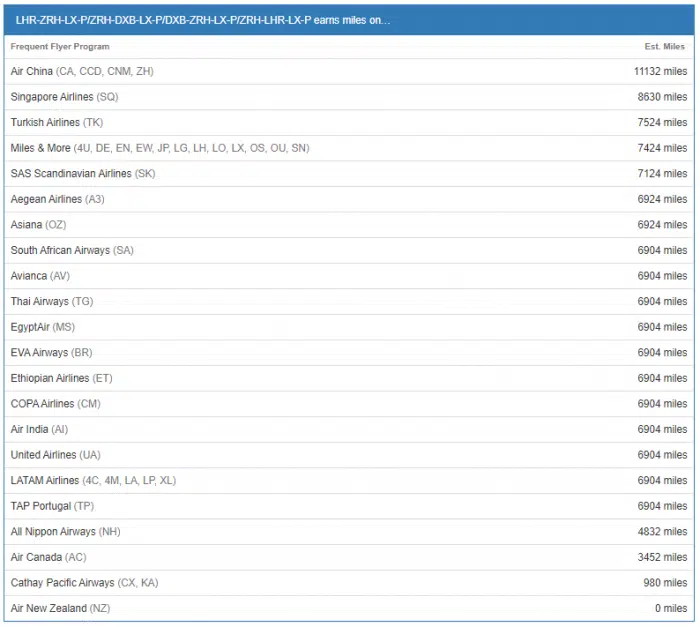 LHR-ZRH-LX-P/ZRH-DXB-LX-P/DXB-ZRH-LX-P/ZRH-LHR-LX-P earns miles on...
Frequent Flyer Program Est. Miles
Air China (CA, CCD, CNM, ZH) 11132 miles
Singapore Airlines (SQ) 8630 miles
Turkish Airlines (TK) 7524 miles
Miles & More (4U, DE, EN, EW, JP, LG, LH, LO, LX, OS, OU, SN) 7424 miles
SAS Scandinavian Airlines (SK) 7124 miles
Aegean Airlines (A3) 6924 miles
Asiana (OZ) 6924 miles
South African Airways (SA) 6904 miles
Avianca (AV) 6904 miles
Thai Airways (TG) 6904 miles
EgyptAir (MS) 6904 miles
EVA Airways (BR) 6904 miles
Ethiopian Airlines (ET) 6904 miles
COPA Airlines (CM) 6904 miles
Air India (AI) 6904 miles
United Airlines (UA) 6904 miles
LATAM Airlines (4C, 4M, LA, LP, XL) 6904 miles
TAP Portugal (TP) 6904 miles
All Nippon Airways (NH) 4832 miles
Air Canada (AC) 3452 miles
Cathay Pacific Airways (CX, KA) 980 miles
Air New Zealand (NZ) 0 miles